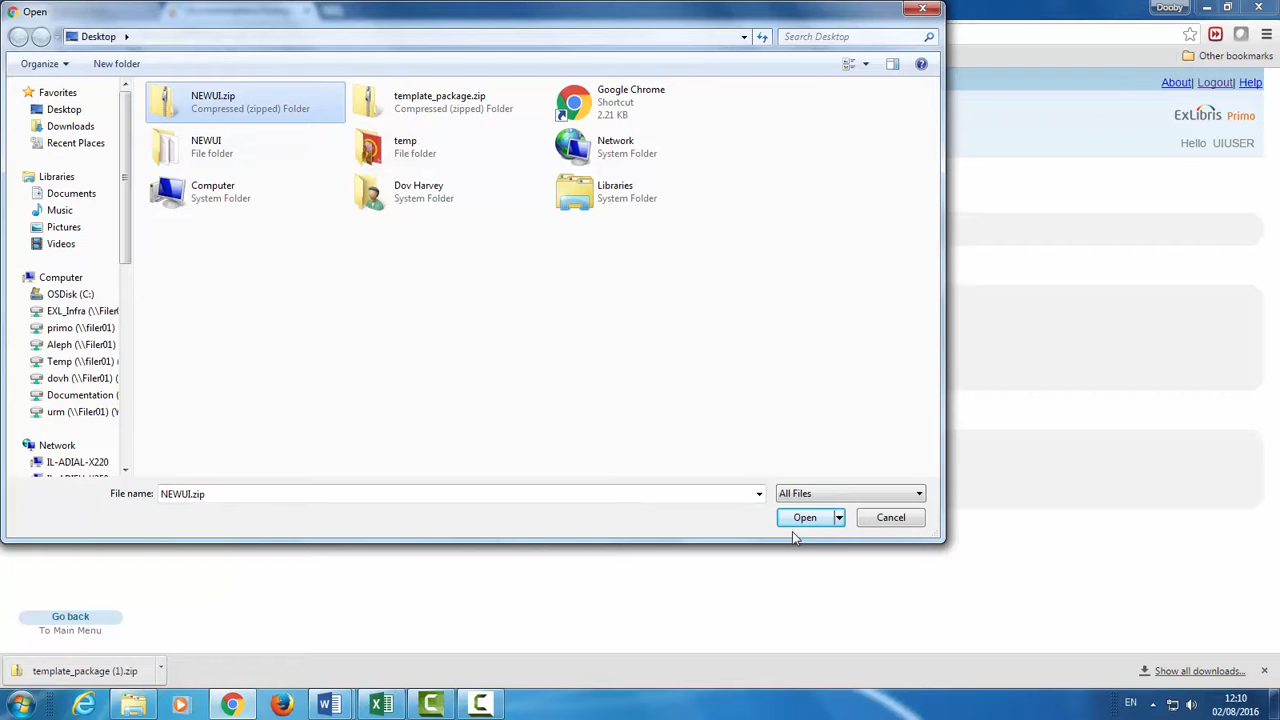 Open
Dooby
Desktop
Search Desktop
Other bookmarks
Organize
New folder
About| Logout| Help
ExLibris Primo
Hello UIUSER
Favorites
Desktop
Downloads
Recent Places
Libraries
Documents
Music
Pictures
Videos
Computer
OSDisk (C:)
EXL_Infra (\\Filer
primo (\\filer01)
Aleph (\\Filer01)
Temp (\\Filer01) (
dovh (\\Filer01) (
Documentation (
urm (\\Filer01) (Y
Network
IL-ADIAL-X220
NEWUI.zip
Compressed (zipped) Folder
template_package.zip
Compressed (zipped) Folder
Google Chrome
Shortcut
2.21 KB
NEWUI
File folder
temp
File folder
Network
System Folder
Computer
System Folder
Dov Harvey
System Folder
Libraries
System Folder
File name:
NEWUI.zip
All Files
Open
Cancel
Go back
To Main Menu
template_package (1).zip
Show all downloads...
EN
12:10
02/08/2016